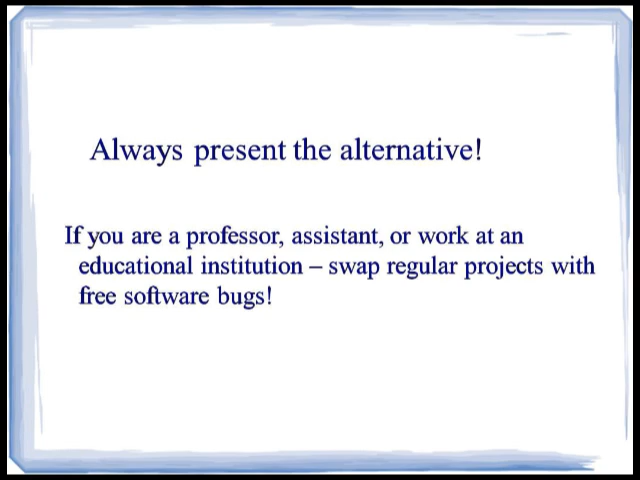 Always present the alternative!
If you are a professor, assistant, or work at an
educational institution – swap regular projects with
free software bugs!